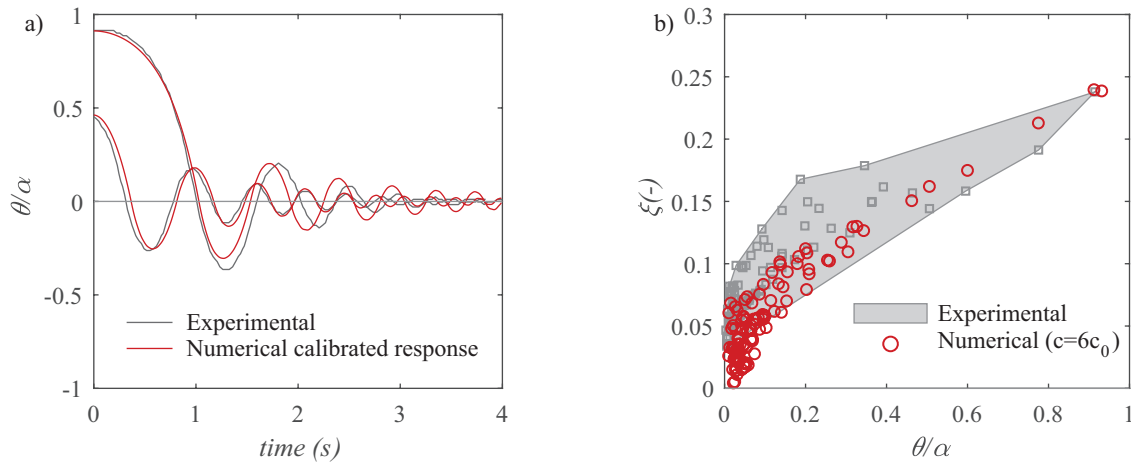 a)
1
0.5
0
-0.5
-1
θ/α
0 1 2 3 4
time (s)
Experimental
Numerical calibrated response
b)
0.3
0.25
0.2
0.15
0.1
0.05
0
ξ(-)
0 0.2 0.4 0.6 0.8 1
θ/α
Experimental
Numerical (c=6c₀)